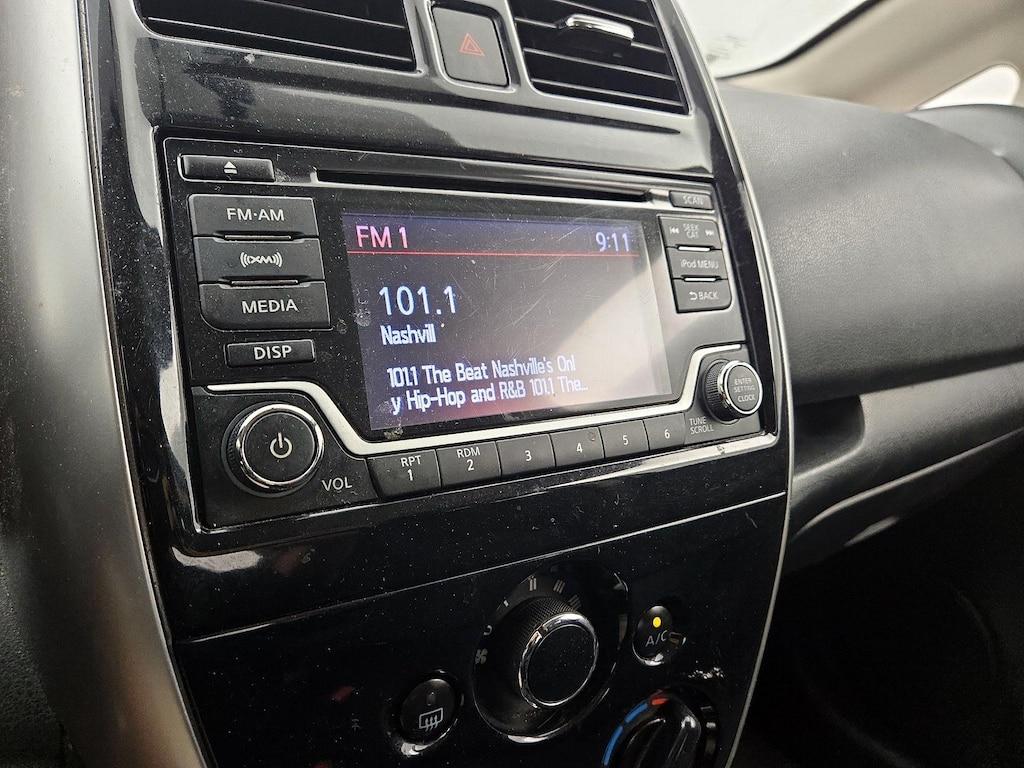 FM·AM
XM
MEDIA
DISP
VOL
FM 1
9:11
101.1
Nashvill
101.1 The Beat Nashville's Onl
y Hip-Hop and R&B 101.1 The...
SCAN
SEEK
CAT
iPod MENU
BACK
ENTER
SETTING
CLOCK
TUNE
SCROLL
RPT
1
RDM
2
3
4
5
6
A/C